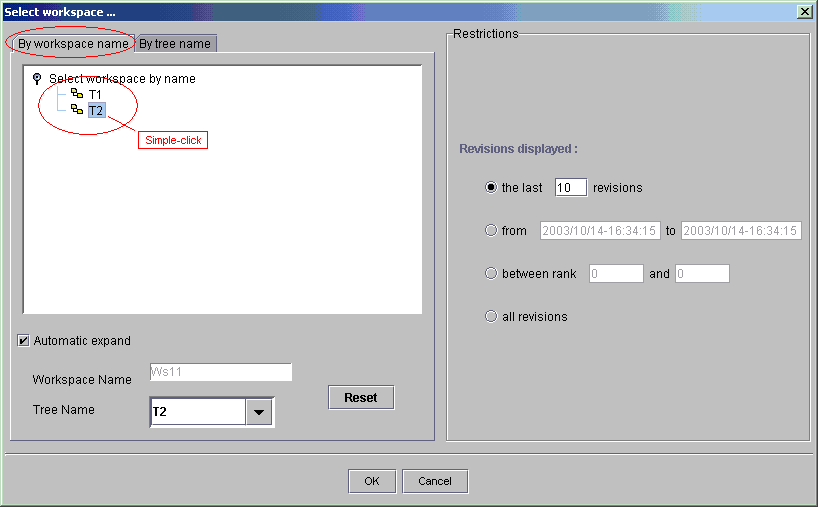 Select workspace ...
By workspace name
By tree name
Select workspace by name
T1
T2
Simple-click
Automatic expand
Workspace Name
Ws11
Tree Name
T2
Reset
Restrictions
Revisions displayed :
the last 10 revisions
from 2003/10/14-16:34:15 to 2003/10/14-16:34:15
between rank 0 and 0
all revisions
OK
Cancel